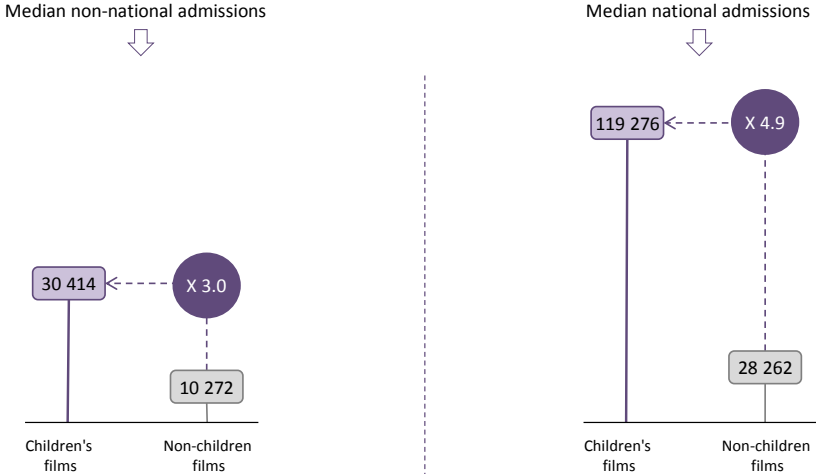 Median non-national admissions
30 414
X 3.0
10 272
Children's
films
Non-children
films
Median national admissions
119 276
X 4.9
28 262
Children's
films
Non-children
films